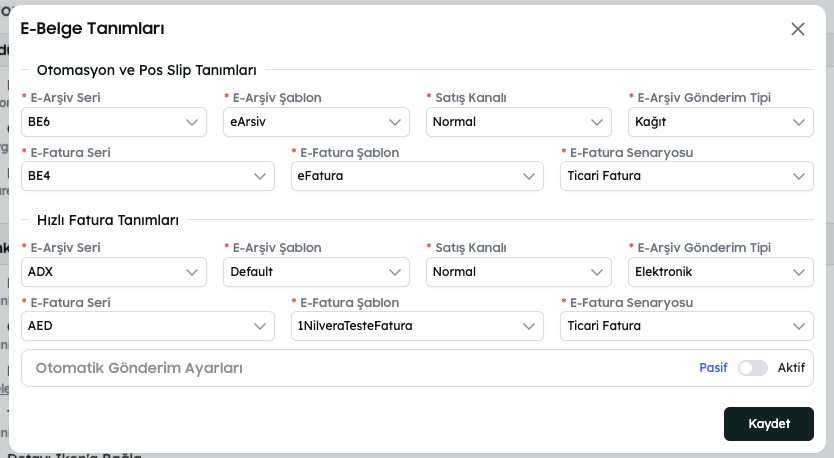 E-Belge Tanımları
Otomasyon ve Pos Slip Tanımları
* E-Arşiv Seri * E-Arşiv Şablon * Satış Kanalı * E-Arşiv Gönderim Tipi
BE6 eArsiv Normal Kağıt
* E-Fatura Seri * E-Fatura Şablon * E-Fatura Senaryosu
BE4 eFatura Ticari Fatura
Hızlı Fatura Tanımları
* E-Arşiv Seri * E-Arşiv Şablon * Satış Kanalı * E-Arşiv Gönderim Tipi
ADX Default Normal Elektronik
* E-Fatura Seri * E-Fatura Şablon * E-Fatura Senaryosu
AED 1NilveraTesteFatura Ticari Fatura
Otomatik Gönderim Ayarları Pasif Aktif
Kaydet